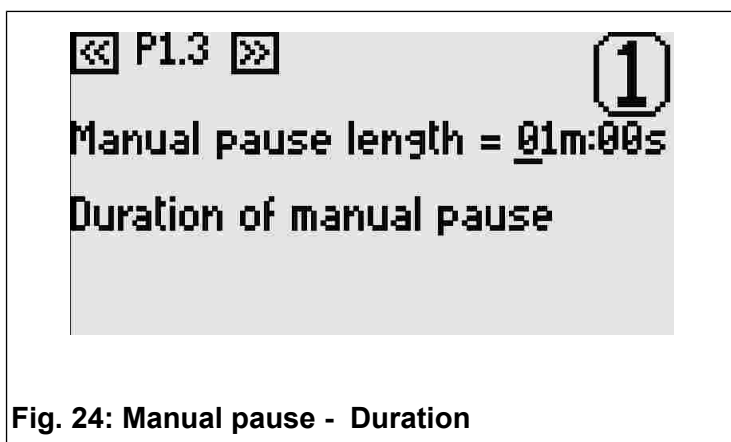 << P1.3 >> 1
Manual pause length = 01m:00s
Duration of manual pause
Fig. 24: Manual pause - Duration